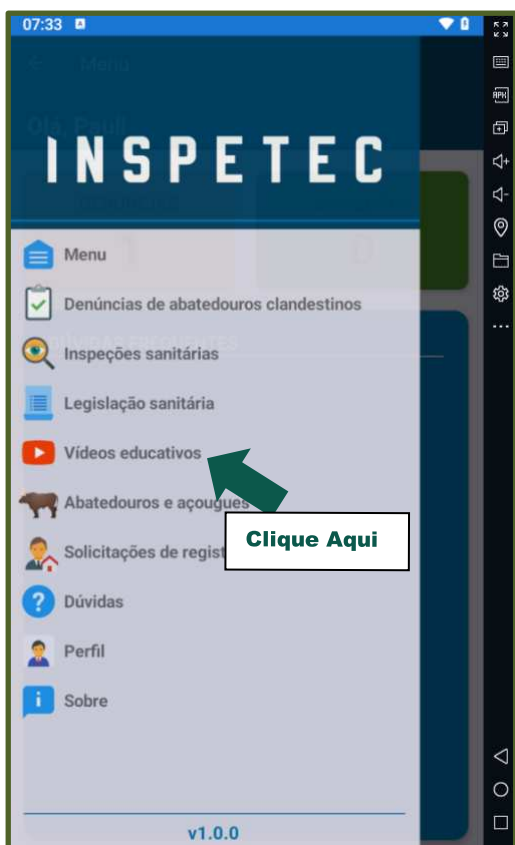 07:33
Menu
INSPETEC
Menu
Denúncias de abatedouros clandestinos
Inspeções sanitárias
Legislação sanitária
Vídeos educativos
Abatedouros e açougues
Clique Aqui
Solicitações de regist
Dúvidas
Perfil
Sobre
v1.0.0